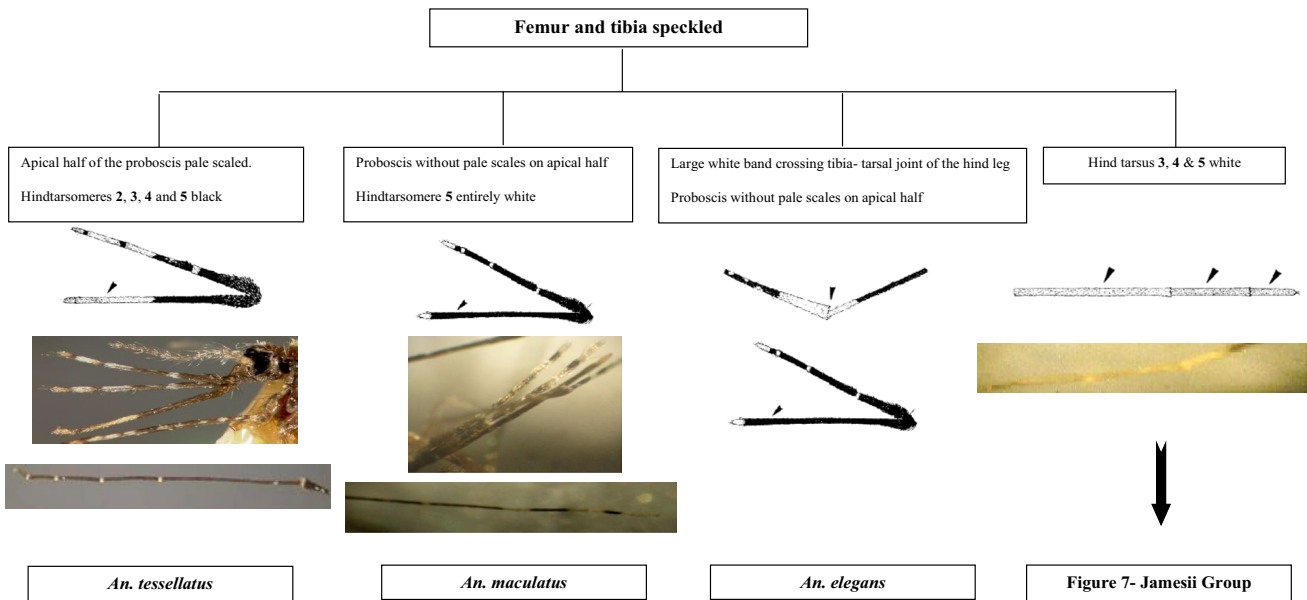 Femur and tibia speckled
Apical half of the proboscis pale scaled.
Hindtarsomeres 2, 3, 4 and 5 black
Proboscis without pale scales on apical half
Hindtarsomere 5 entirely white
Large white band crossing tibia- tarsal joint of the hind leg
Proboscis without pale scales on apical half
Hind tarsus 3, 4 & 5 white
An. tessellatus
An. maculatus
An. elegans
Figure 7- Jamesii Group